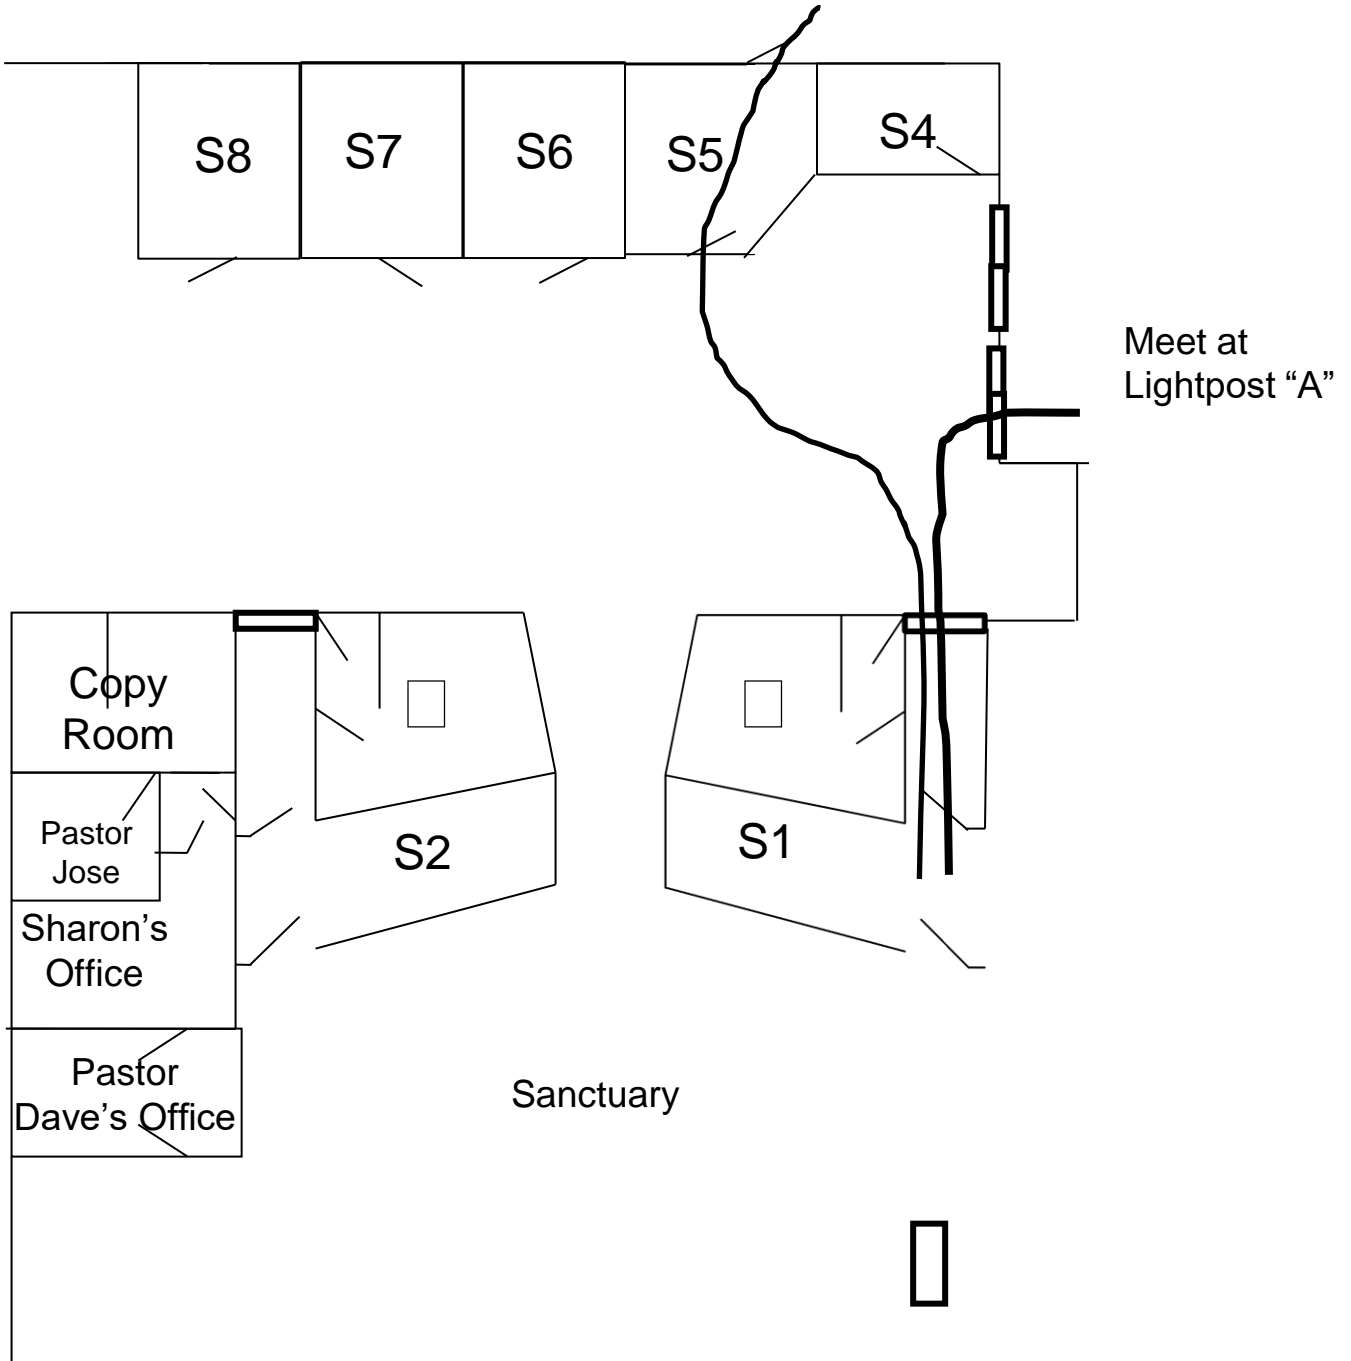 S8
S7
S6
S5
S4
Meet at
Lightpost “A”
Copy
Room
Pastor
Jose
S2
S1
Sharon’s
Office
Pastor
Dave’s Office
Sanctuary